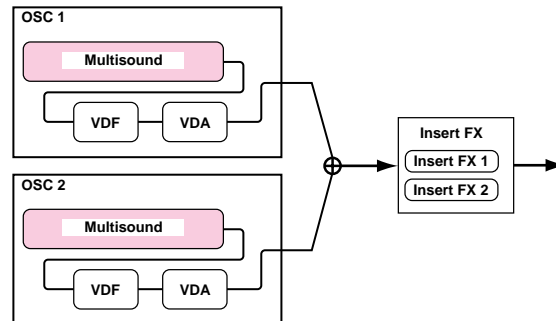 OSC 1
Multisound
VDF
VDA
OSC 2
Multisound
VDF
VDA
Insert FX
Insert FX 1
Insert FX 2